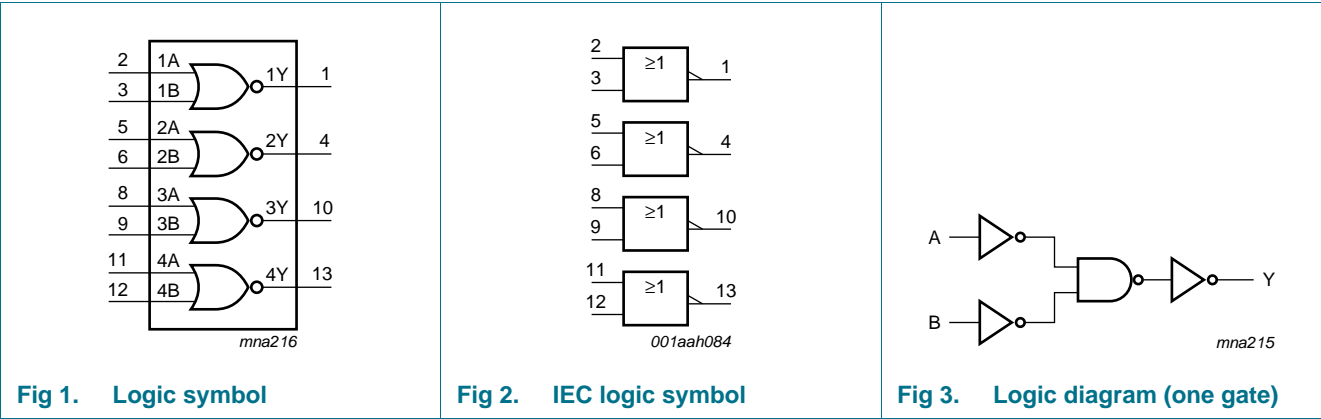 2 1A 1Y 1
3 1B
5 2A 2Y 4
6 2B
8 3A 3Y 10
9 3B
11 4A 4Y 13
12 4B
mna216
Fig 1. Logic symbol
2 ≥1 1
3
5 ≥1 4
6
8 ≥1 10
9
11 ≥1 13
12
001aah084
Fig 2. IEC logic symbol
A
Y
B
mna215
Fig 3. Logic diagram (one gate)